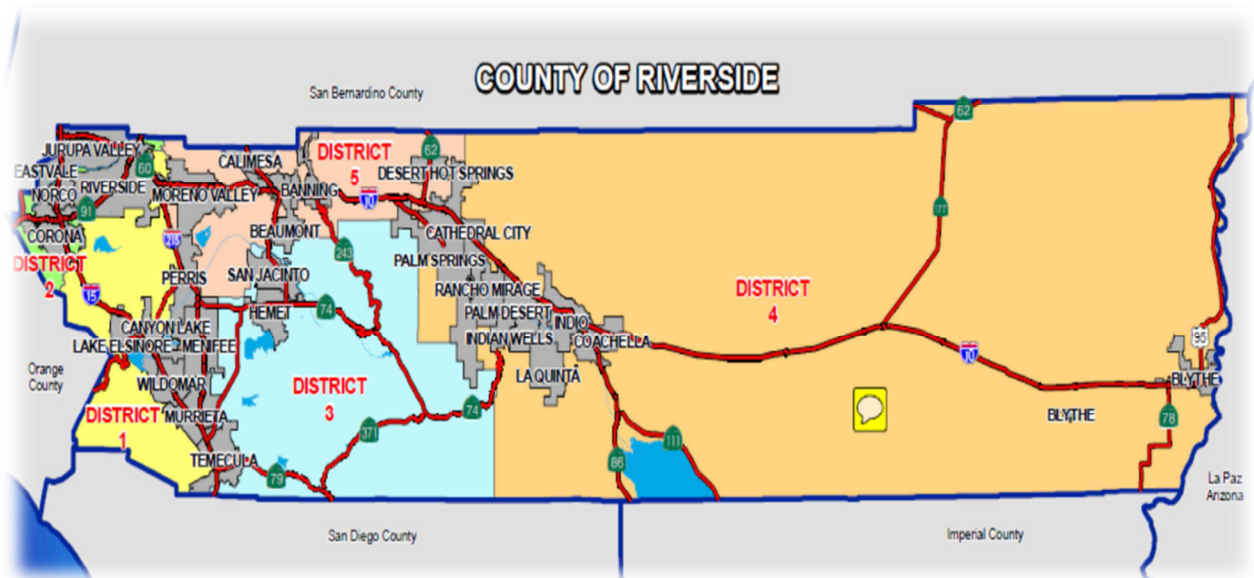 COUNTY OF RIVERSIDE
San Bernardino County
62
62
JURUPA VALLEY
DISTRICT
5
CALIMESA
60
EASTVALE
DESERT HOT SPRINGS
RIVERSIDE
MORENO VALLEY
BANNING
NORCO
10
91
177
CORONA
215
BEAUMONT
CATHEDRAL CITY
243
DISTRICT
2
PALM SPRINGS
PERRIS
SAN JACINTO
15
RANCHO MIRAGE
DISTRICT
4
HEMET
74
PALM DESERT
CANYON LAKE
INDIO
LAKE ELSINORE
MENIFEE
INDIAN WELLS
COACHELLA
95
10
Orange
County
LA QUINTA
BLYTHE
WILDOMAR
DISTRICT
3
DISTRICT
1
MURRIETA
74
BLYTHE
78
371
111
TEMECULA
86
79
La Paz
Arizona
San Diego County
Imperial County